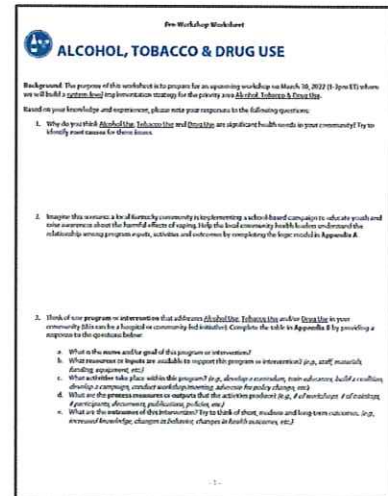 Pre-Workshop Worksheet
ALCOHOL, TOBACCO & DRUG USE
Background: The purpose of this worksheet is to prepare for an upcoming workshop on March 30, 2022 (1-3pm ET) where
we will build a system-level implementation strategy for the priority area Alcohol, Tobacco & Drug Use.
Based on your knowledge and experiences, please note your responses to the following questions:
1. Why do you think Alcohol Use, Tobacco Use and Drug Use are significant health needs in your community? Try to
identify root causes for these issues.
2. Imagine this scenario: a local Kentucky community is implementing a school-based campaign to educate youth and
raise awareness about the harmful effects of vaping. Help the local community health leaders understand the
relationship among program inputs, activities and outcomes by completing the logic model in Appendix A.
3. Think of one program or intervention that addresses Alcohol Use, Tobacco Use and/or Drug Use in your
community (this can be a hospital or community-led initiative). Complete the table in Appendix B by providing a
response to the questions below:
a. What is the name and/or goal of this program or intervention?
b. What resources or inputs are available to support this program or intervention? (e.g., staff, materials,
funding, equipment, etc.)
c. What activities take place within this program? (e.g., develop a curriculum, train educators, build a coalition,
develop a campaign, conduct workshop/meeting, advocate for policy change, etc.)
d. What are the process measures or outputs that the activities produce? (e.g., # of workshops, # of trainings,
# participants, documents, publications, policies, etc.)
e. What are the outcomes of this intervention? Try to think of short, medium and long-term outcomes. (e.g.,
increased knowledge, changes in behavior, changes in health outcomes, etc.)
- 1 -